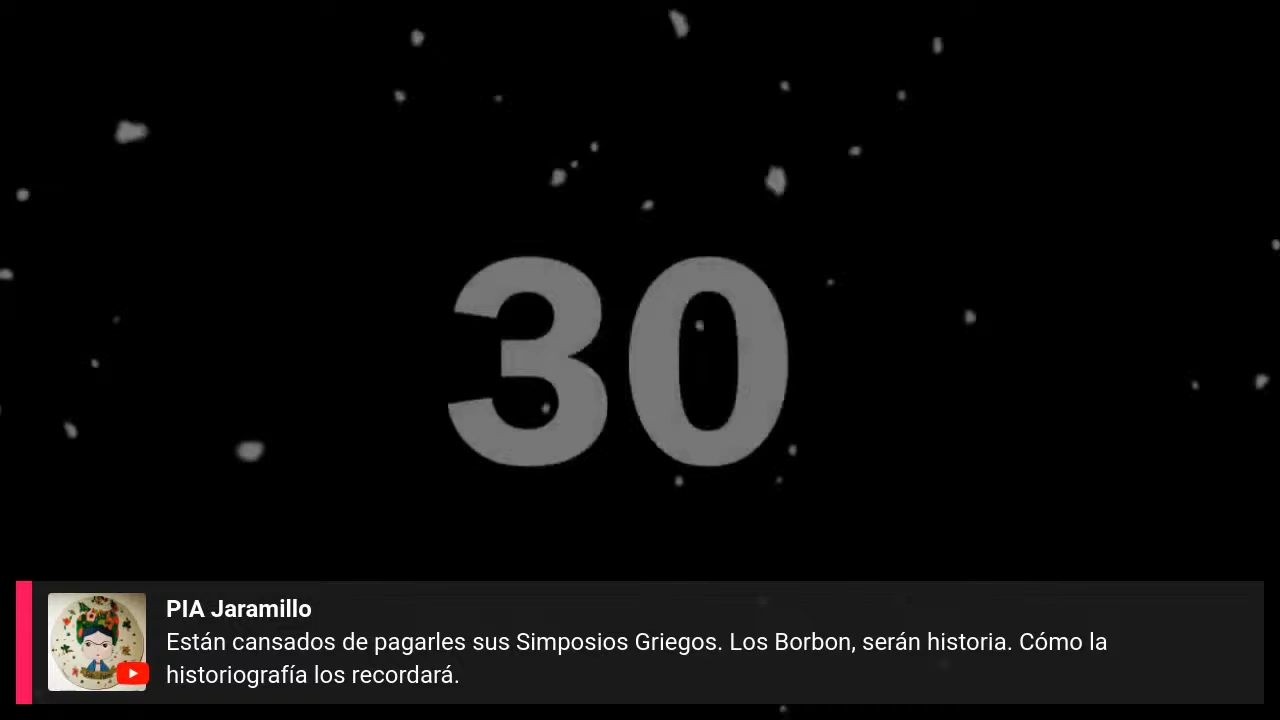 30
PIA Jaramillo
Están cansados de pagarles sus Simposios Griegos. Los Borbon, serán historia. Cómo la
historiografía los recordará.